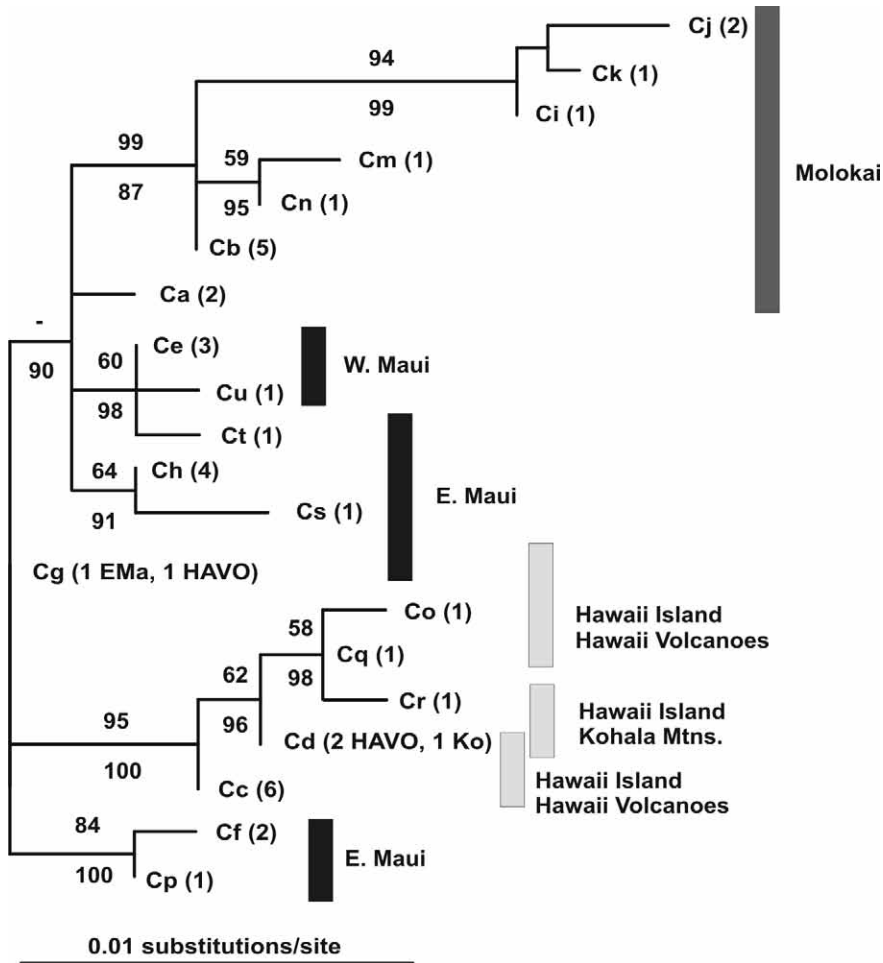 Cj (2)
94
Ck (1)
99
Ci (1)
99
59
Cm (1)
Molokai
87
95
Cn (1)
Cb (5)
Ca (2)
-
Ce (3)
90
60
W. Maui
98
Cu (1)
Ct (1)
64
Ch (4)
E. Maui
91
Cs (1)
Cg (1 EMa, 1 HAVO)
Co (1)
Hawaii Island
Hawaii Volcanoes
58
Cq (1)
62
98
Cr (1)
Hawaii Island
Kohala Mtns.
95
96
Cd (2 HAVO, 1 Ko)
100
Cc (6)
Hawaii Island
Hawaii Volcanoes
84
Cf (2)
E. Maui
100
Cp (1)
0.01 substitutions/site